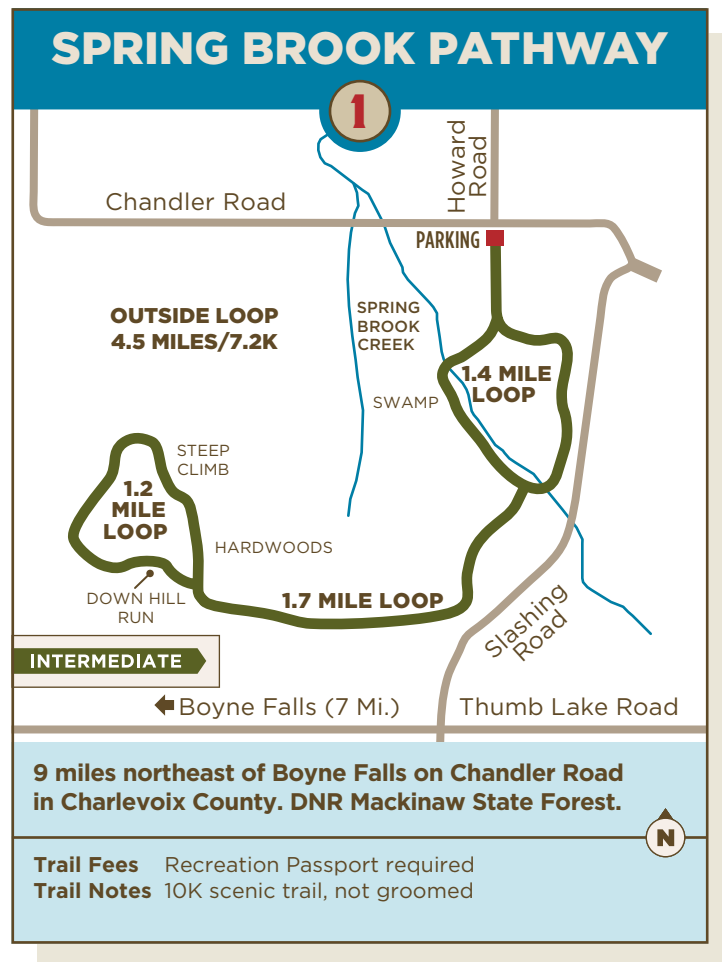 SPRING BROOK PATHWAY
1
Howard
Road
Chandler Road
PARKING
OUTSIDE LOOP
4.5 MILES/7.2K
SPRING
BROOK
CREEK
1.4 MILE
LOOP
SWAMP
STEEP
CLIMB
1.2
MILE
LOOP
HARDWOODS
DOWN HILL
RUN
1.7 MILE LOOP
Slashing
Road
INTERMEDIATE
Boyne Falls (7 Mi.)
Thumb Lake Road
9 miles northeast of Boyne Falls on Chandler Road
in Charlevoix County. DNR Mackinaw State Forest.
N
Trail Fees Recreation Passport required
Trail Notes 10K scenic trail, not groomed